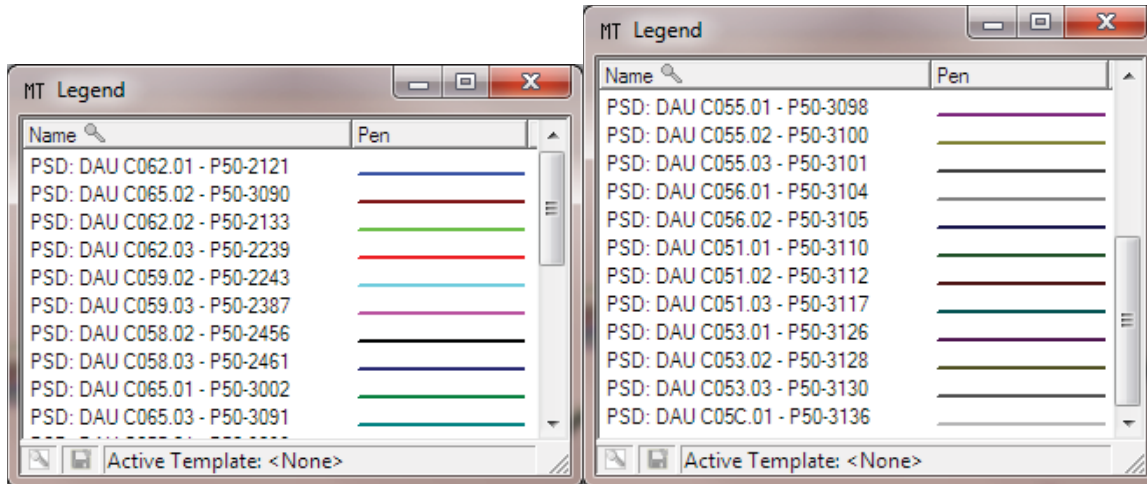 MT Legend
Name Pen
PSD: DAU C062.01 - P50-2121
PSD: DAU C065.02 - P50-3090
PSD: DAU C062.02 - P50-2133
PSD: DAU C062.03 - P50-2239
PSD: DAU C059.02 - P50-2243
PSD: DAU C059.03 - P50-2387
PSD: DAU C058.02 - P50-2456
PSD: DAU C058.03 - P50-2461
PSD: DAU C065.01 - P50-3002
PSD: DAU C065.03 - P50-3091
Active Template: <None>
MT Legend
Name Pen
PSD: DAU C055.01 - P50-3098
PSD: DAU C055.02 - P50-3100
PSD: DAU C055.03 - P50-3101
PSD: DAU C056.01 - P50-3104
PSD: DAU C056.02 - P50-3105
PSD: DAU C051.01 - P50-3110
PSD: DAU C051.02 - P50-3112
PSD: DAU C051.03 - P50-3117
PSD: DAU C053.01 - P50-3126
PSD: DAU C053.02 - P50-3128
PSD: DAU C053.03 - P50-3130
PSD: DAU C05C.01 - P50-3136
Active Template: <None>